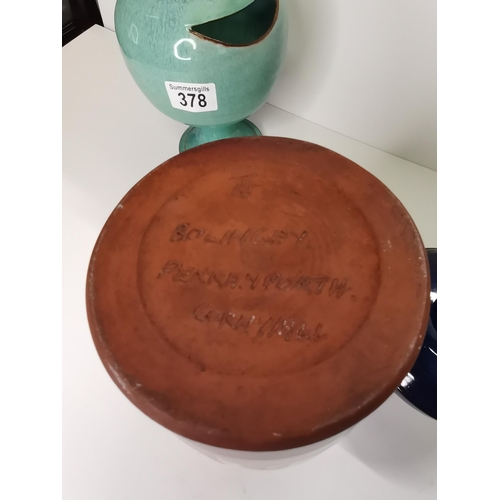 Summersgills
378
BOLINGEY
PERRANPORTH.
CORNWALL